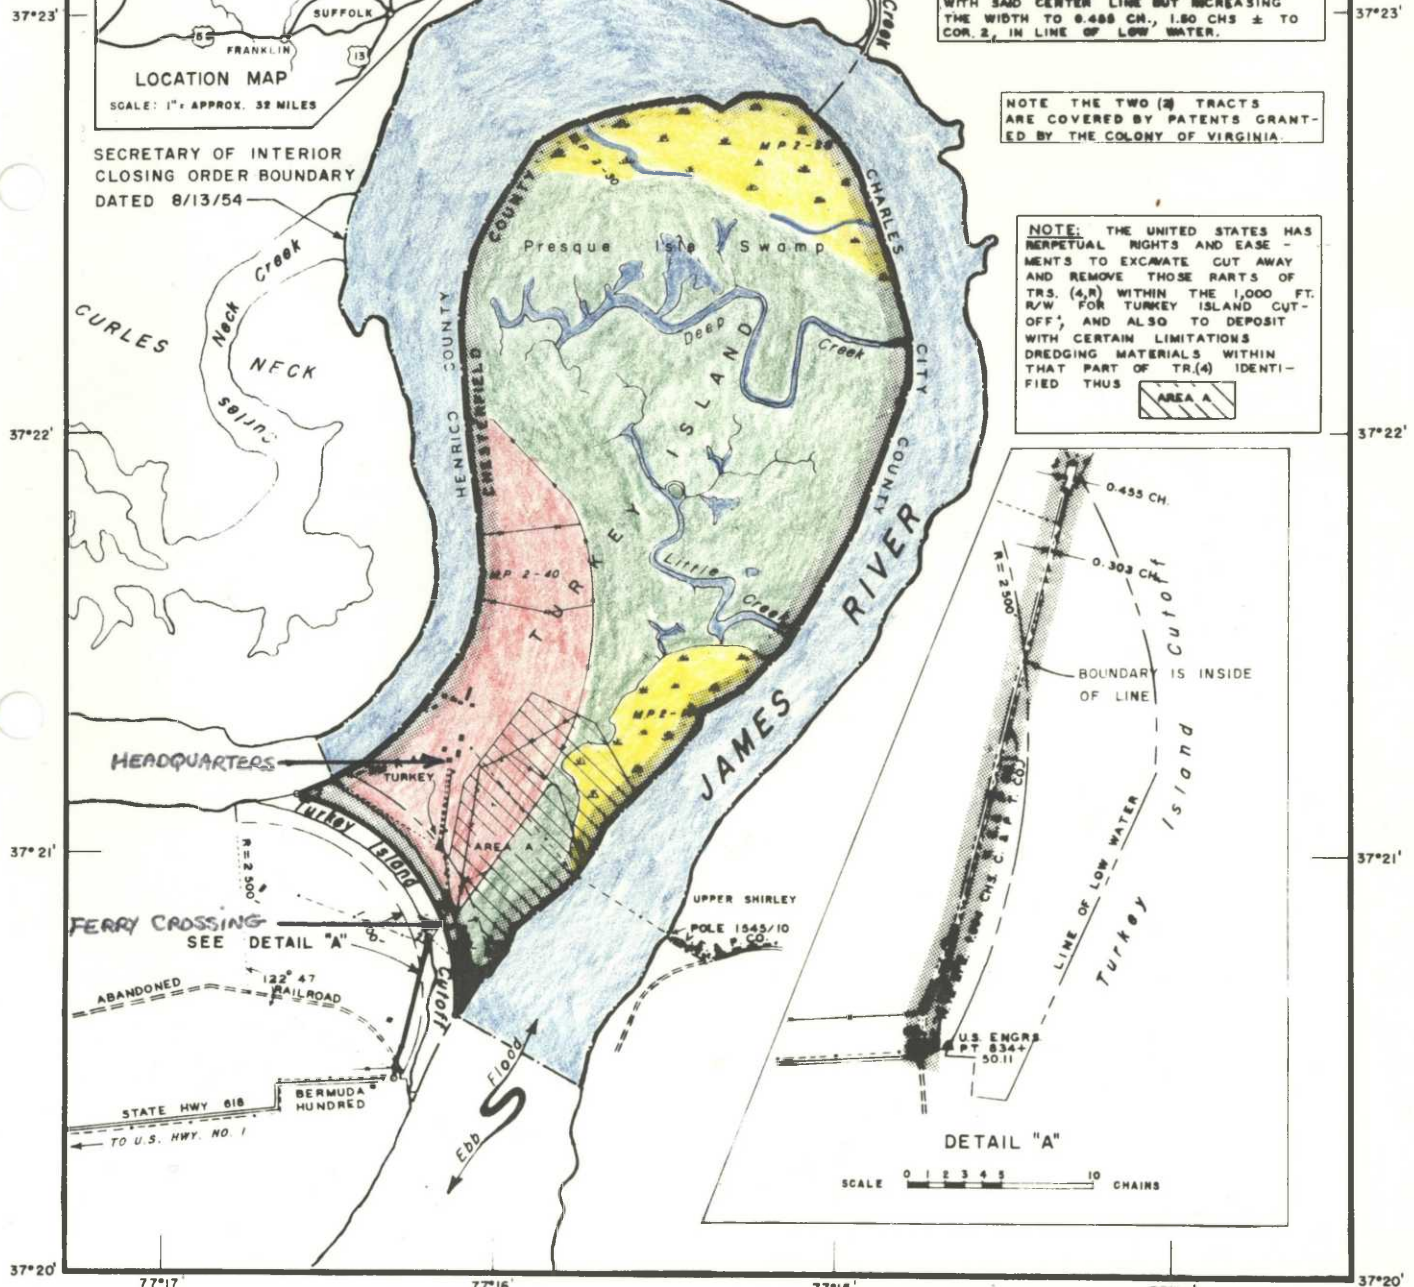 37°23'
SUFFOLK
FRANKLIN
13
LOCATION MAP
SCALE: 1"= APPROX. 32 MILES
Creek
WITH SAID CENTER LINE BUT INCREASING
THE WIDTH TO 0.455 CH., 1.50 CHS ± TO
COR. 2, IN LINE OF LOW WATER.
37°23'
NOTE THE TWO (2) TRACTS
ARE COVERED BY PATENTS GRANT-
ED BY THE COLONY OF VIRGINIA.
SECRETARY OF INTERIOR
CLOSING ORDER BOUNDARY
DATED 8/13/54
NOTE: THE UNITED STATES HAS
PERPETUAL RIGHTS AND EASE -
MENTS TO EXCAVATE CUT AWAY
AND REMOVE THOSE PARTS OF
TRS. (4,R) WITHIN THE 1,000 FT.
R/W FOR TURKEY ISLAND CUT-
OFF', AND ALSO TO DEPOSIT
WITH CERTAIN LIMITATIONS
DREDGING MATERIALS WITHIN
THAT PART OF TR.(4) IDENTI-
FIED THUS
AREA A
COUNTY
CHARLES
CITY
COUNTY
Presque Isle Swamp
Deep
Creek
Neck Creek
CURLES
NECK
Curles
HENRICO COUNTY
CHESTERFIELD
TURKEY ISLAND
37°22'
37°22'
MP 2-40
Little
Creek
JAMES RIVER
MP 2-
HEADQUARTERS
TURKEY
AREA A
Turkey Island
Cutoff
R = 2 500
37°21'
37°21'
FERRY CROSSING
SEE DETAIL "A"
122° 47
ABANDONED
RAILROAD
UPPER SHIRLEY
POLE 1545/10
STATE HWY 618
BERMUDA
HUNDRED
TO U.S. HWY. NO. 1
Flood
Ebb
S
0.455 CH.
0.303 CH.
R = 2 500
BOUNDARY IS INSIDE
OF LINE
LINE OF LOW WATER
Turkey Island Cutoff
U.S. ENGRS.
PT 634+
50.11
DETAIL "A"
SCALE 0 1 2 3 4 5 10 CHAINS
37°20'
37°20'
77°17'
77°16'